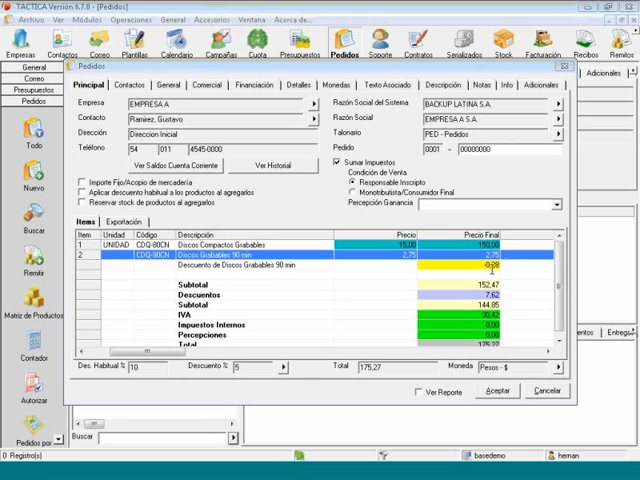 TACTICA Versión 6.7.0 - [Pedidos]
Archivo Ver Módulos Operaciones General Accesorios Ventana Acerca de...
Empresas Contactos Correo Plantillas Calendario Campañas Cuota Presupuestos Pedidos Soporte Contratos Serializados Stock Facturación Recibos Remitos
General
Correo
Presupuestos
Pedidos
Todo
Nuevo
Buscar
Remitir
Matriz de Productos
Contador
Autorizar
Pedidos por
Pedidos
Principal Contactos General Comercial Financiación Detalles Monedas Texto Asociado Descripción Notas Info Adicionales
Adicionales
Empresa EMPRESA A
Contacto Ramirez, Gustavo
Dirección Direccion Inicial
Teléfono 54 011 4545-0000
Razón Social del Sistema BACKUP LATINA S.A.
Razón Social EMPRESA A S.A.
Talonario PED - Pedidos
Pedido 0001 - 00000000
Ver Saldos Cuenta Corriente Ver Historial
Sumar Impuestos
Condición de Venta
Responsable Inscripto
Monotributista/Consumidor Final
Percepción Ganancia
Importe Fijo/Acopio de mercadería
Aplicar descuento habitual a los productos al agregarlos
Reservar stock de productos al agregarlos
Items Exportación
Item Unidad Código Descripción Precio Precio Final
1 UNIDAD CDQ-80CN Discos Compactos Grabables 15,00 150,00
2 CDQ-90CN Discos Grabables 90 min 2,75 2,75
Descuento de Discos Grabables 90 min -0,28
Subtotal 152,47
Descuentos 7,62
Subtotal 144,85
IVA 30,42
Impuestos Internos 0,00
Percepciones 0,00
Total 175,27
Des. Habitual % 10 Descuento % 5 Total 175,27 Moneda Pesos - $
Ver Reporte Aceptar Cancelar
Buscar
0 Registro(s) basedemo hernan